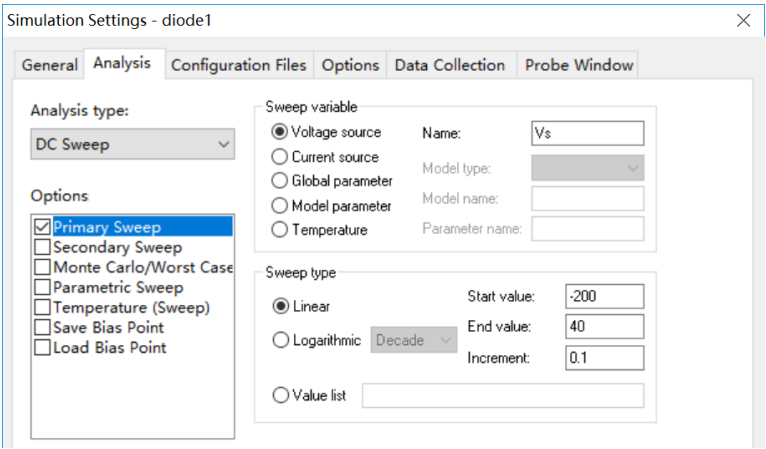 Simulation Settings - diode1
General Analysis Configuration Files Options Data Collection Probe Window
Analysis type:
DC Sweep
Options
Primary Sweep
Secondary Sweep
Monte Carlo/Worst Case
Parametric Sweep
Temperature (Sweep)
Save Bias Point
Load Bias Point
Sweep variable
Voltage source
Current source
Global parameter
Model parameter
Temperature
Name: Vs
Model type:
Model name:
Parameter name:
Sweep type
Linear
Logarithmic Decade
Value list
Start value: -200
End value: 40
Increment: 0.1